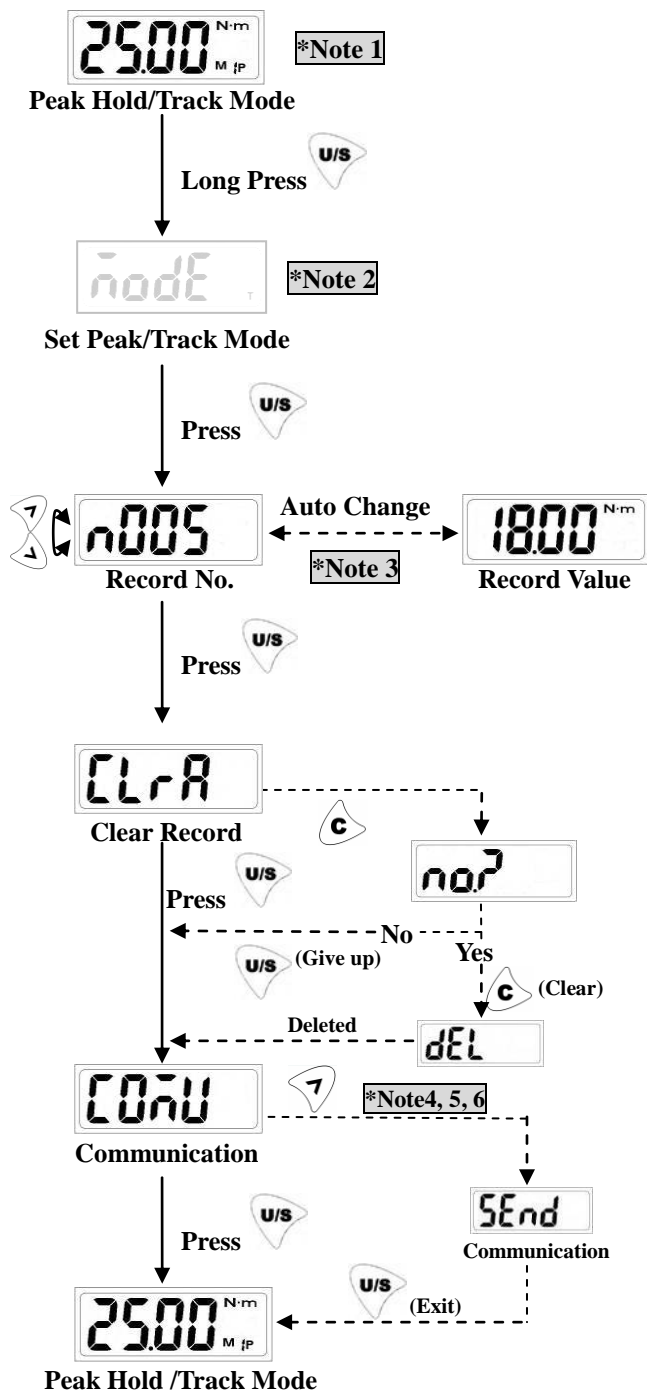 25.00 N·m
M P
*Note 1
Peak Hold/Track Mode
U/S
Long Press
modE T
*Note 2
Set Peak/Track Mode
U/S
Press
n005
Auto Change
*Note 3
18.00 N·m
Record No.
Record Value
U/S
Press
CLrA
Clear Record
C
no.?
U/S
Press
No
Yes
U/S (Give up)
C (Clear)
Deleted
dEL
COmU
*Note4, 5, 6
Communication
SEnd
Communication
U/S
Press
U/S
(Exit)
25.00 N·m
M P
Peak Hold /Track Mode